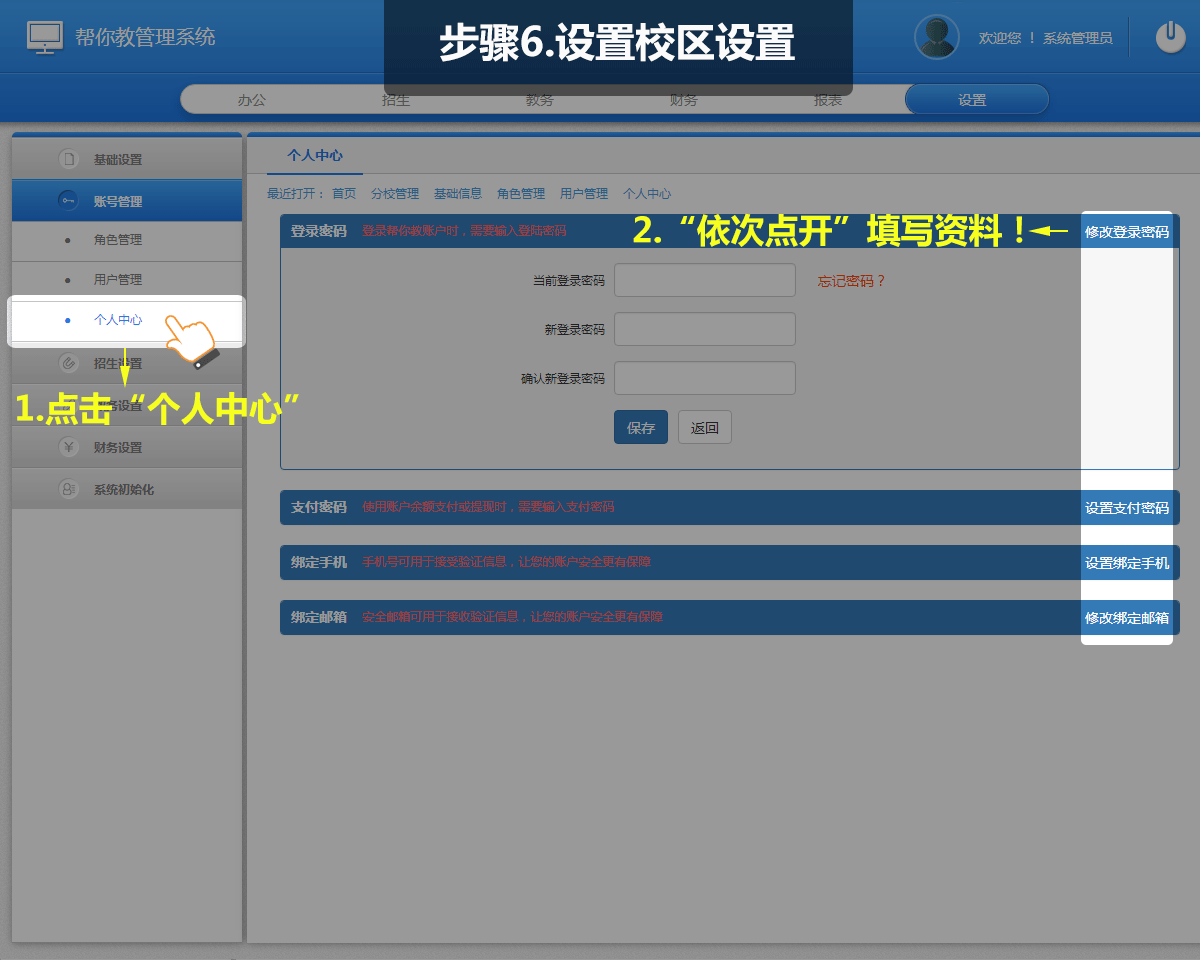 帮你教管理系统
步骤6.设置校区设置
欢迎您 ！ 系统管理员
办公 招生 教务 财务 报表 设置
基础设置
账号管理
角色管理
用户管理
个人中心
招生设置
务设置
财务设置
系统初始化
1.点击“个人中心”
个人中心
最近打开： 首页 分校管理 基础信息 角色管理 用户管理 个人中心
登录密码 登录帮你教账户时，需要输入登陆密码
2.“依次点开”填写资料！
修改登录密码
当前登录密码 忘记密码？
新登录密码
确认新登录密码
保存 返回
支付密码 使用账户余额支付或提现时，需要输入支付密码 设置支付密码
绑定手机 手机号可用于接受验证信息，让您的账户安全更有保障 设置绑定手机
绑定邮箱 安全邮箱可用于接收验证信息，让您的账户安全更有保障 修改绑定邮箱